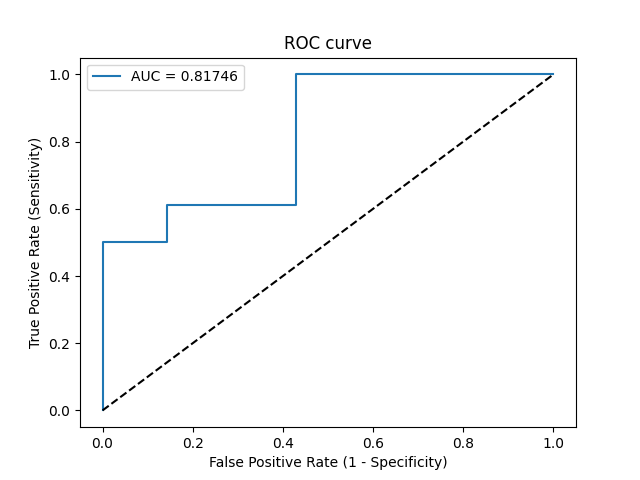 ROC curve
AUC = 0.81746
True Positive Rate (Sensitivity)
1.0
0.8
0.6
0.4
0.2
0.0
0.0 0.2 0.4 0.6 0.8 1.0
False Positive Rate (1 - Specificity)